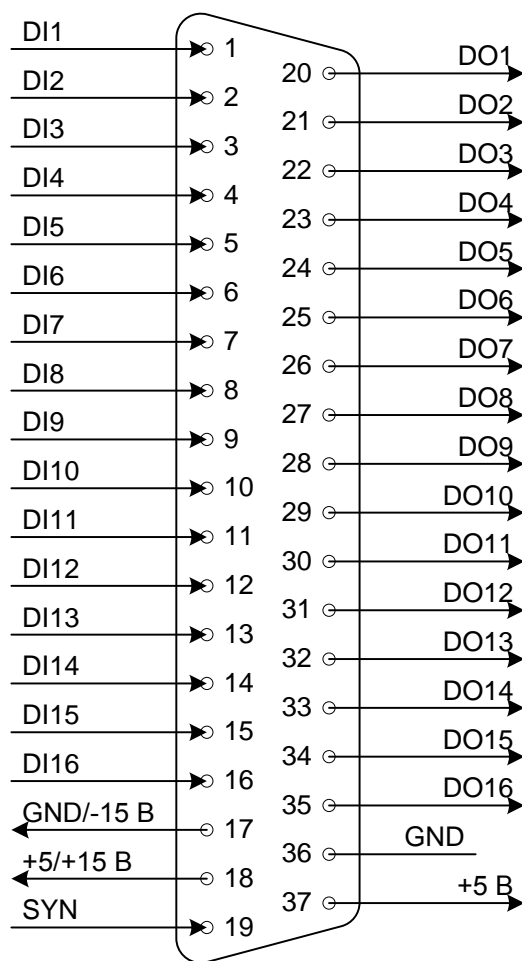 DI1 1
20 DO1
DI2 2
21 DO2
DI3 3
22 DO3
DI4 4
23 DO4
DI5 5
24 DO5
DI6 6
25 DO6
DI7 7
26 DO7
DI8 8
27 DO8
DI9 9
28 DO9
DI10 10
29 DO10
DI11 11
30 DO11
DI12 12
31 DO12
DI13 13
32 DO13
DI14 14
33 DO14
DI15 15
34 DO15
DI16 16
35 DO16
GND/-15 В 17
36 GND
+5/+15 В 18
37 +5 В
SYN 19